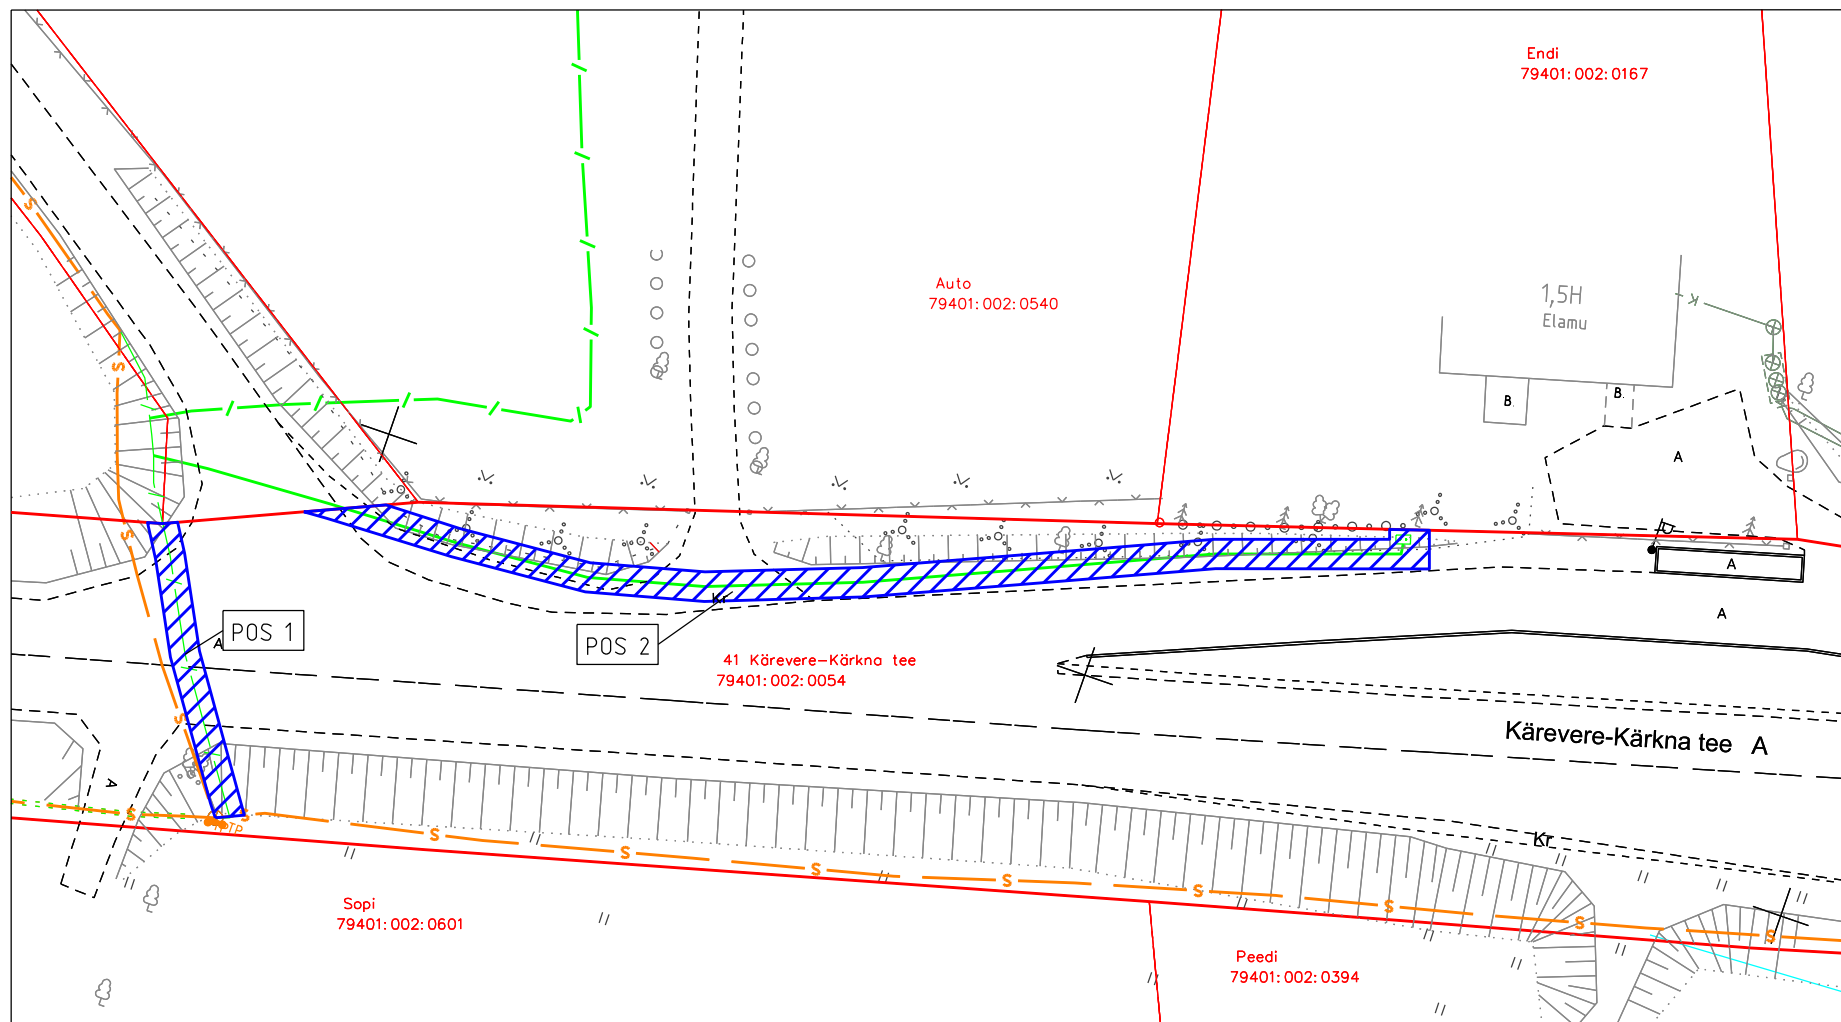 Endi
79401:002:0167
Auto
79401:002:0540
1,5H
Elamu
K
B.
B.
A
A
A
Kr
POS 1
A
POS 2
41 Kärevere-Kärkna tee
79401:002:0054
Kärevere-Kärkna tee A
A
Kr
S
S
S
S
S
S
S
S
S
S
S
S
S
S
Sopi
79401:002:0601
Peedi
79401:002:0394